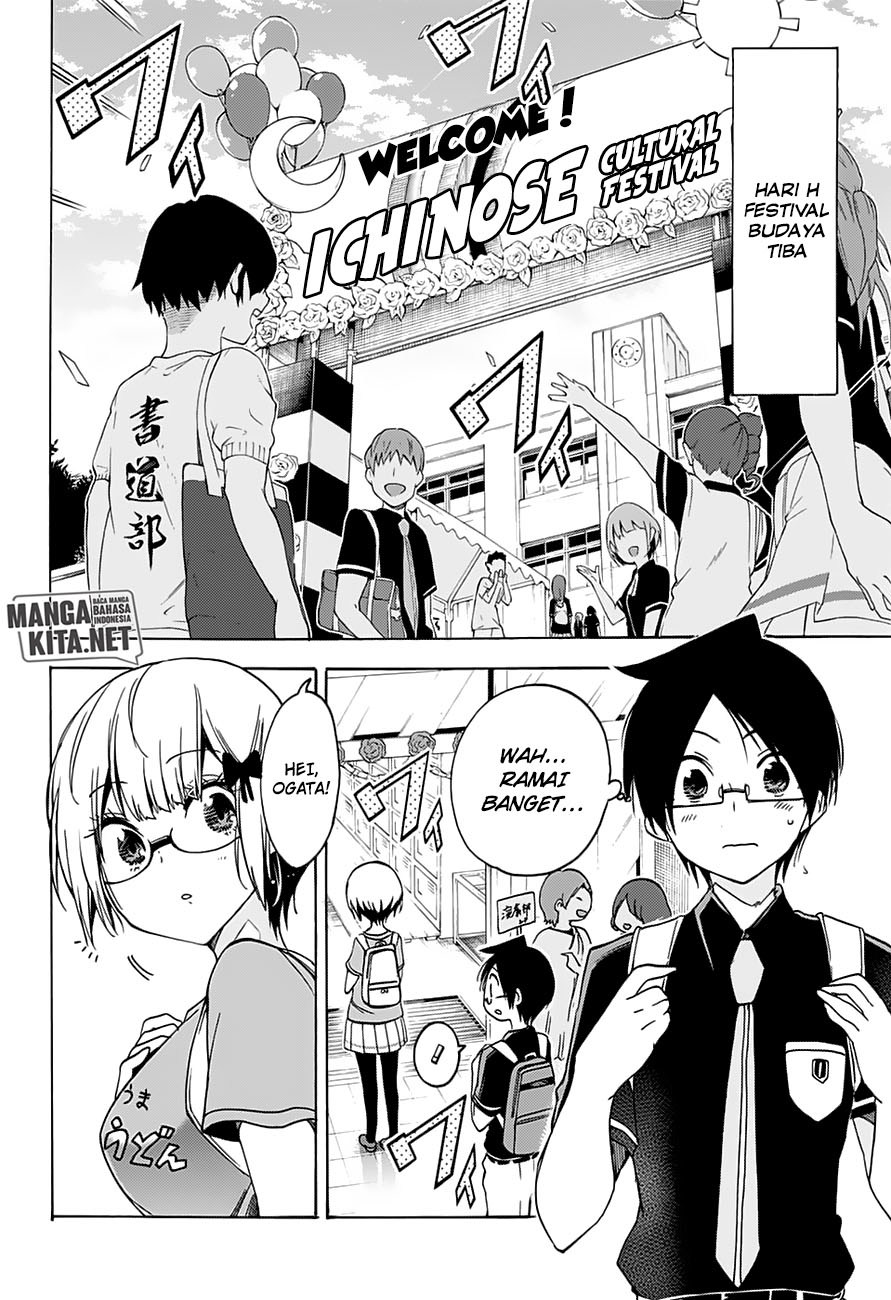 ワイ
ワイ
WELCOME!
ICHINOSE
CULTURAL
FESTIVAL
HARI H
FESTIVAL
BUDAYA
TIBA
書道部
ワイ
ワイ
MANGA
KITA.NET
BACA MANGA
BAHASA
INDONESIA
WAH...
RAMAI
BANGET...
ワイ
ワイ
!
HEI,
OGATA!
うま
うどん